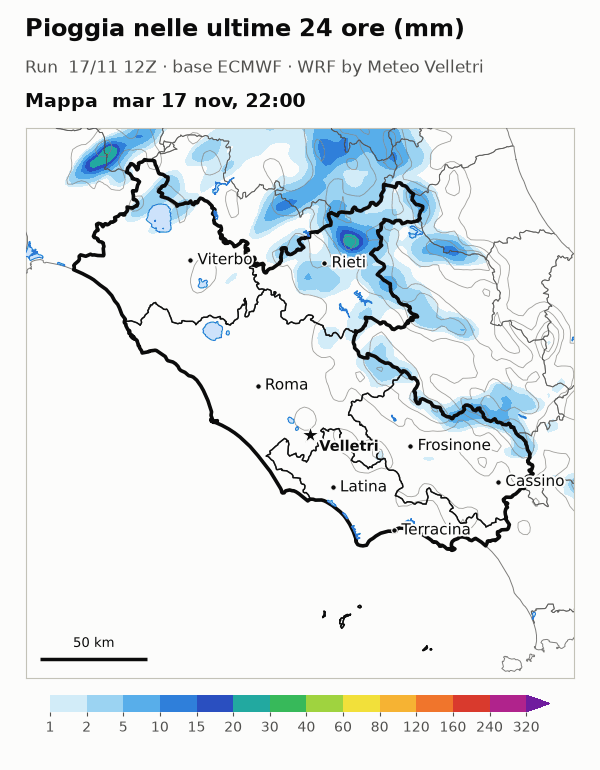 Pioggia nelle ultime 24 ore (mm)
Run  17/11 12Z · base ECMWF · WRF by Meteo Velletri
Mappa  mar 17 nov, 22:00
Viterbo
Rieti
Roma
Velletri
Frosinone
Latina
Cassino
Terracina
50 km
1 2 5 10 15 20 30 40 60 80 120 160 240 320